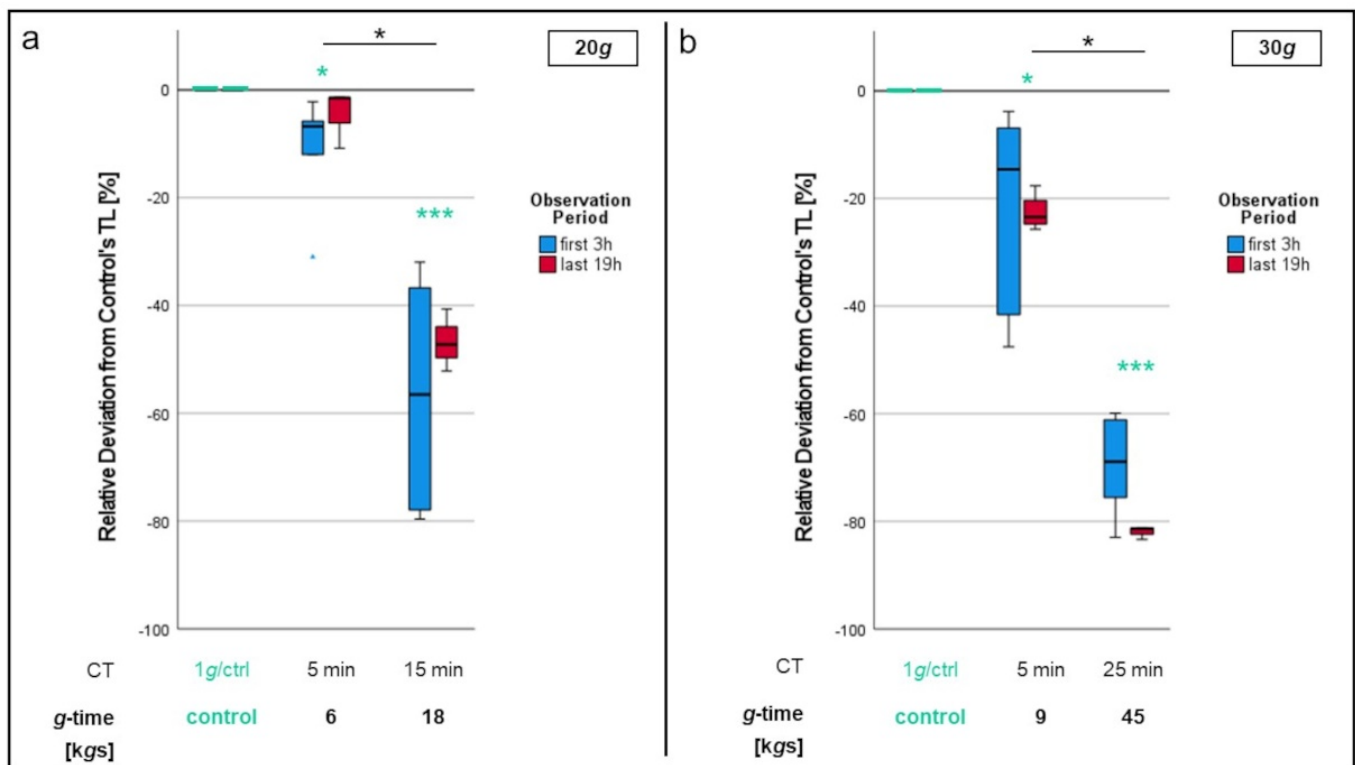 a
*
20g
*
0
-20
***
-40
-60
-80
-100
Relative Deviation from Control's TL [%]
Observation
Period
first 3h
last 19h
CT 1g/ctrl 5 min 15 min
g-time control 6 18
[kgs]
b
*
30g
*
0
-20
-40
***
-60
-80
-100
Relative Deviation from Control's TL [%]
Observation
Period
first 3h
last 19h
CT 1g/ctrl 5 min 25 min
g-time control 9 45
[kgs]